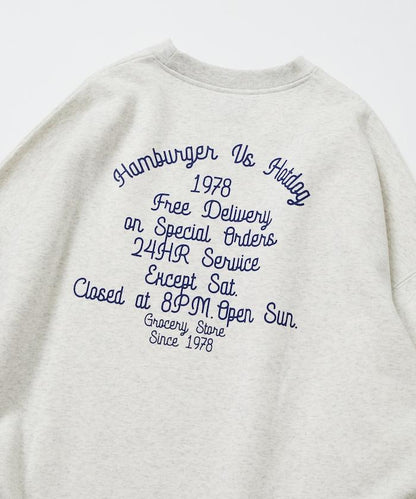 Hamburger Vs Hotdog
1978
Free Delivery
on Special Orders
24HR Service
Except Sat.
Closed at 8PM. Open Sun.
Grocery Store
Since 1978